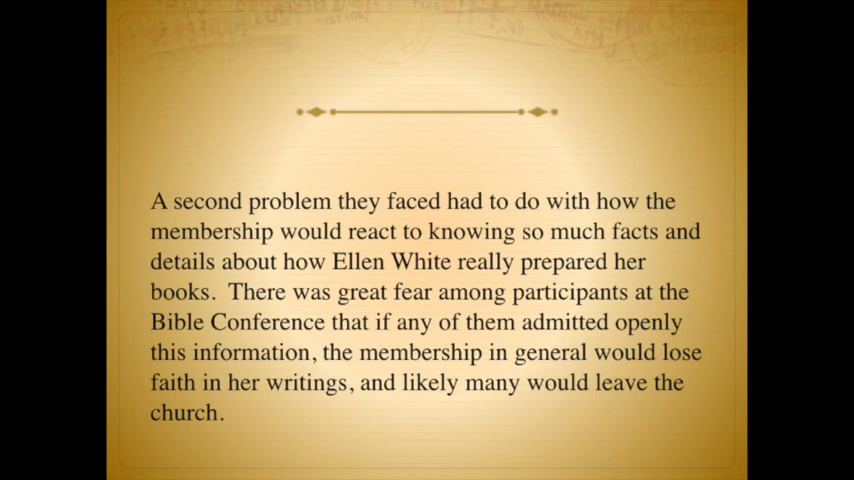 A second problem they faced had to do with how the
membership would react to knowing so much facts and
details about how Ellen White really prepared her
books.  There was great fear among participants at the
Bible Conference that if any of them admitted openly
this information, the membership in general would lose
faith in her writings, and likely many would leave the
church.